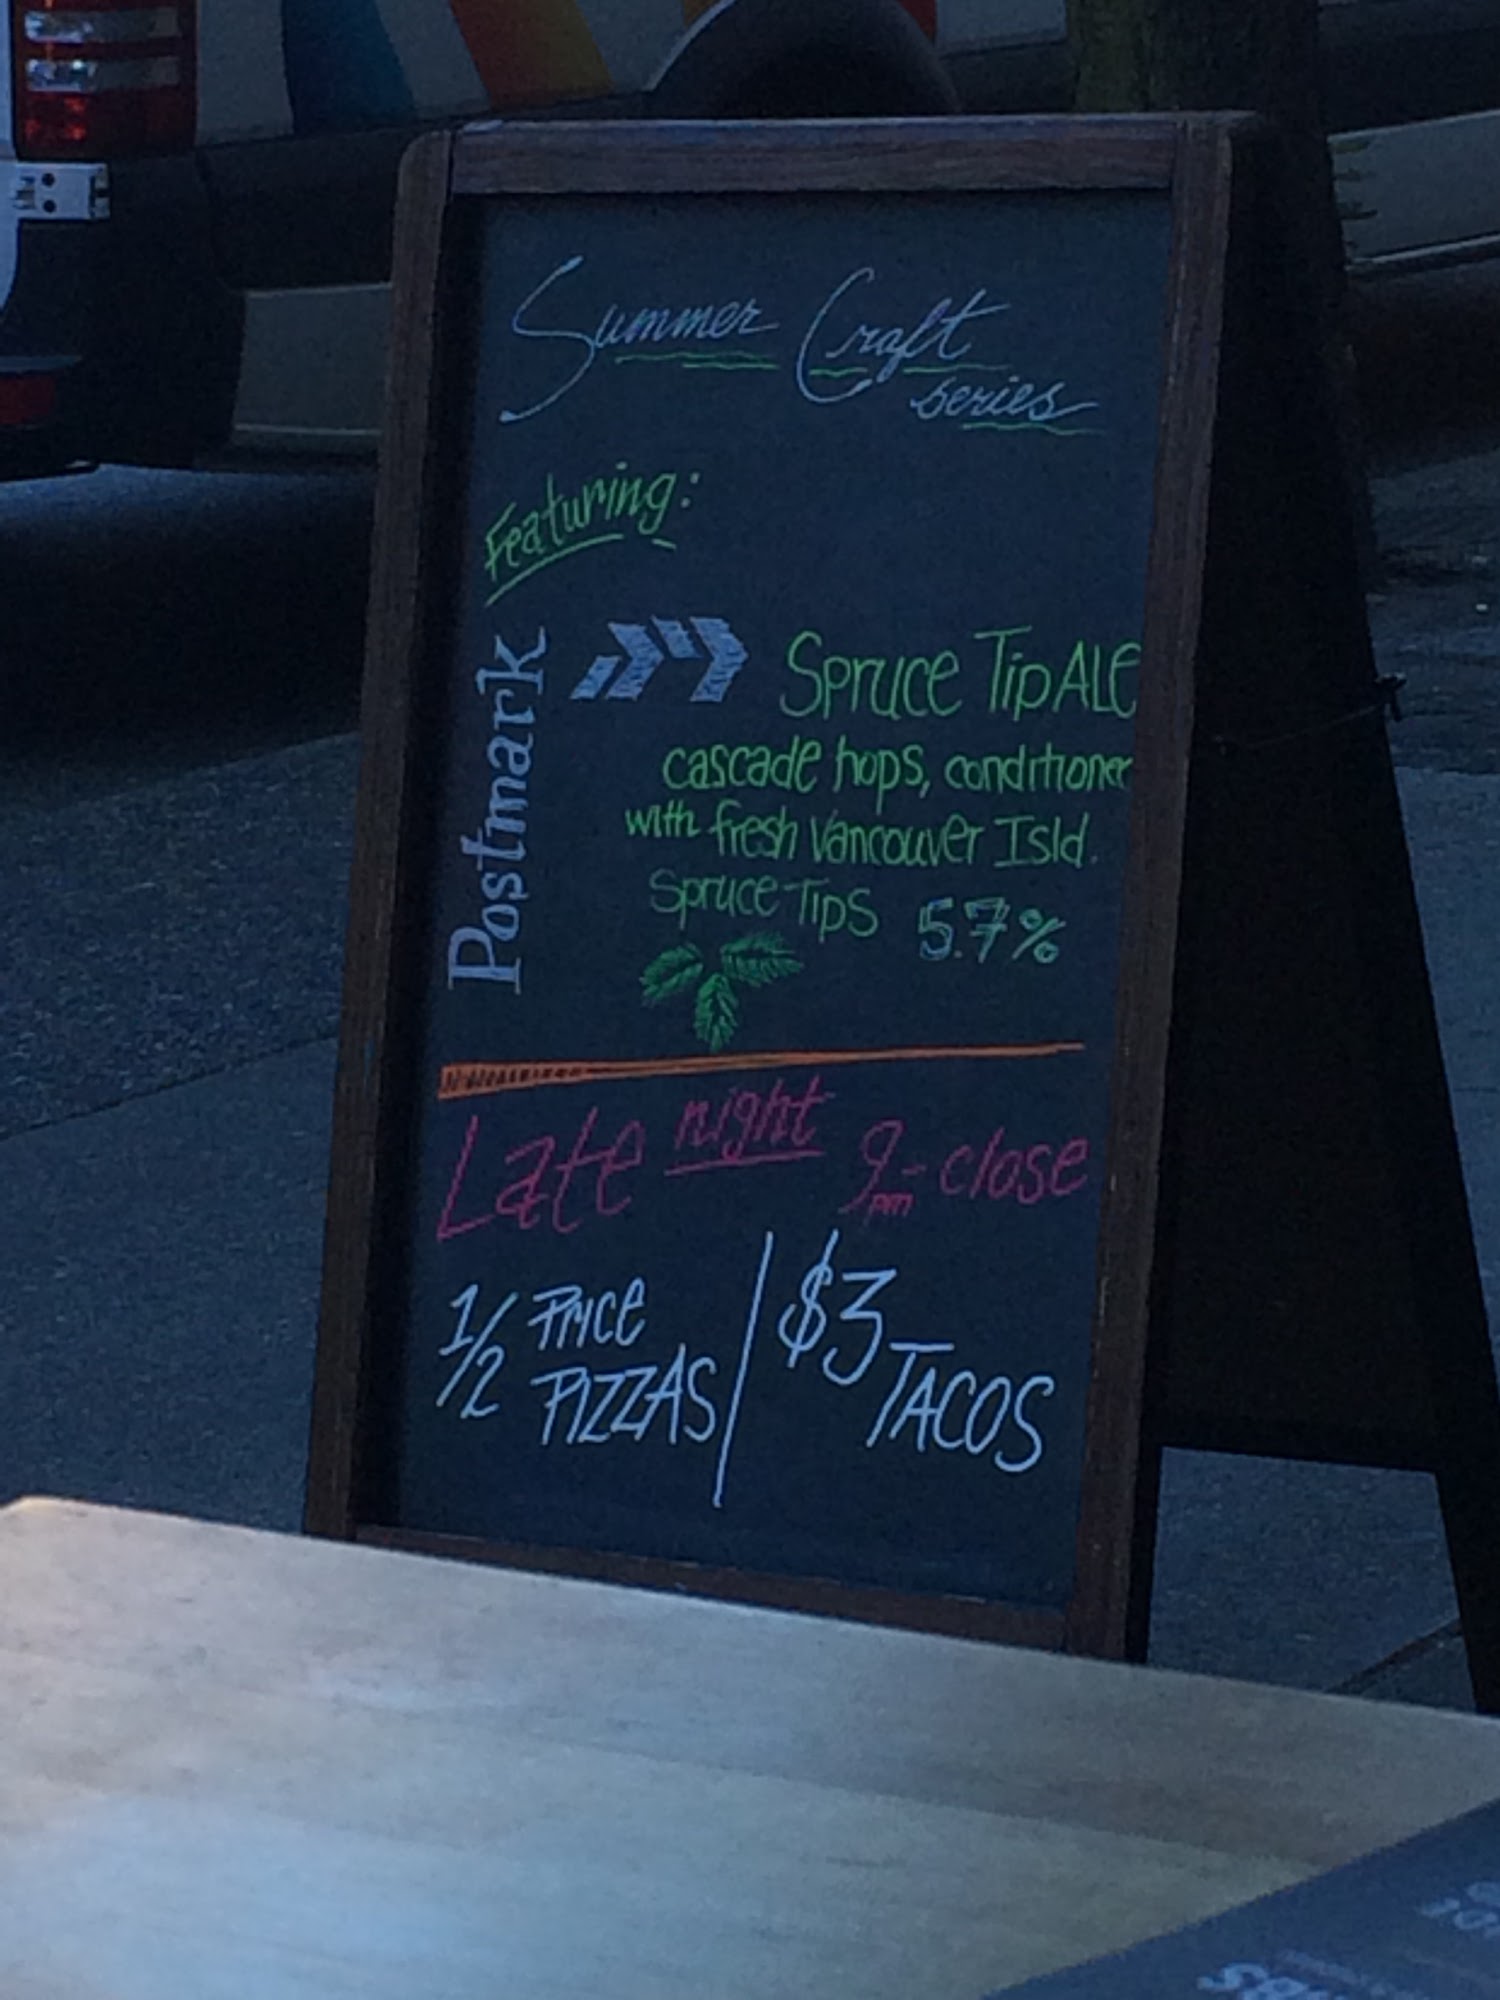 Summer Craft
series
Featuring:
Postmark
Spruce Tip ALE
cascade hops, conditioned
with fresh Vancouver Isld.
Spruce-Tips 5.7%
Late night 9pm - close
1/2 Price
PIZZAS
$3
TACOS